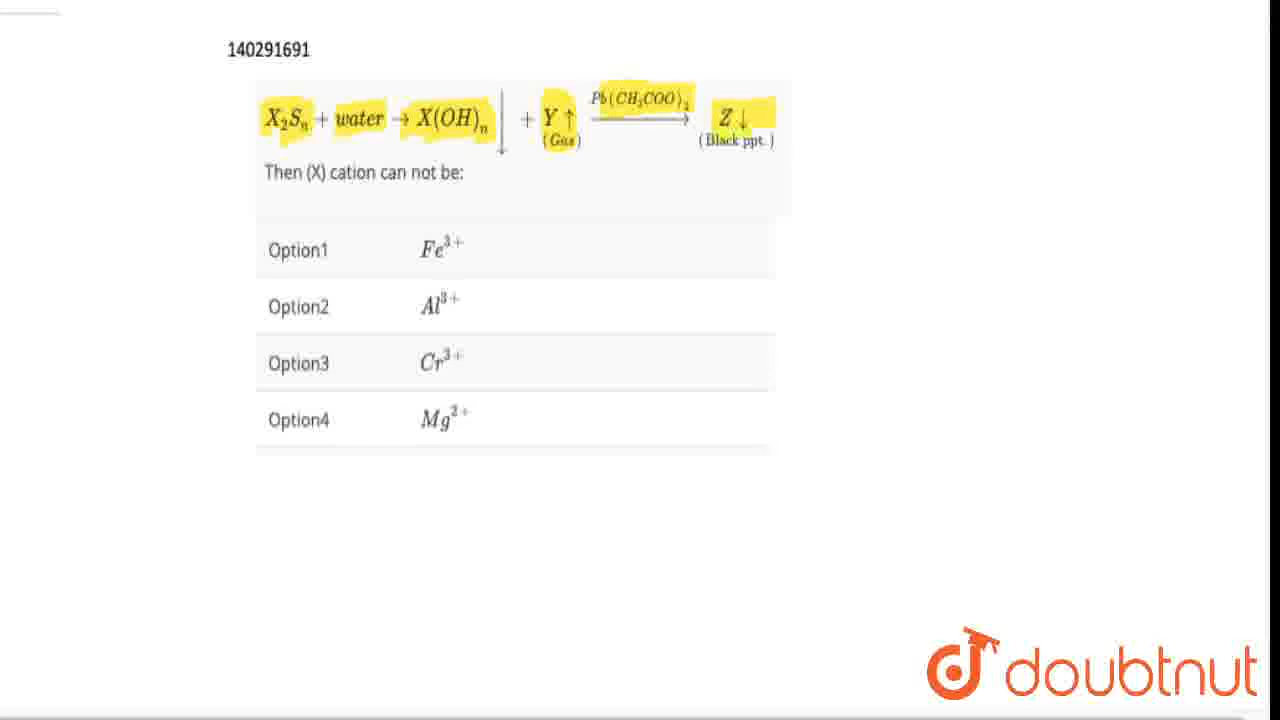 140291691
X₂Sₙ + water → X(OH)ₙ ↓ + Y ↑ (Gas) —Pb(CH₃COO)₂→ Z ↓ (Black ppt.)
Then (X) cation can not be:
Option1 Fe³⁺
Option2 Al³⁺
Option3 Cr³⁺
Option4 Mg²⁺
doubtnut